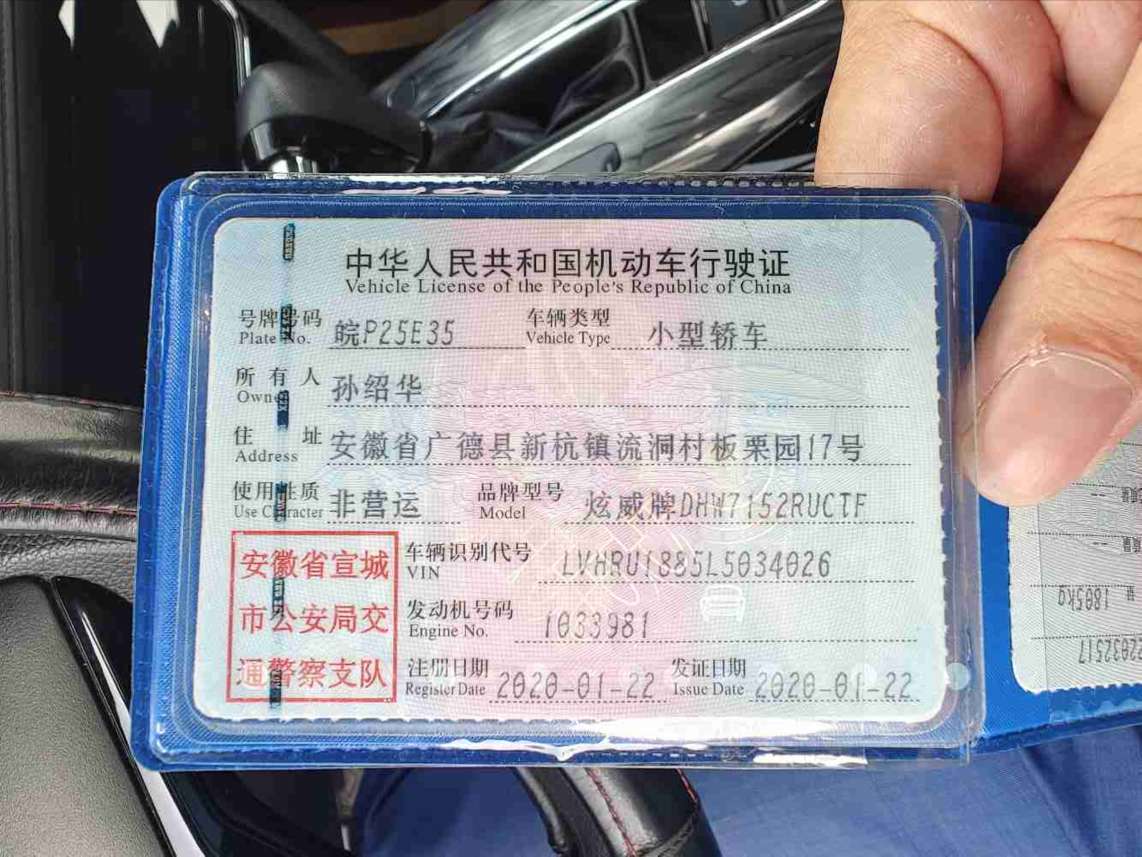 中华人民共和国机动车行驶证
Vehicle License of the People's Republic of China
号牌号码 皖P25E35 车辆类型 小型轿车
Plate No. Vehicle Type
所有人 孙绍华
Owner
住址 安徽省广德县新杭镇流洞村板栗园17号
Address
使用性质 非营运 品牌型号 炫威牌DHW7152RUCTF
Use Character Model
安徽省宣城
市公安局交
通警察支队
车辆识别代号 LVHRU1885L5034026
VIN
发动机号码 1033981
Engine No.
注册日期 2020-01-22 发证日期 2020-01-22
Register Date Issue Date
1805kg